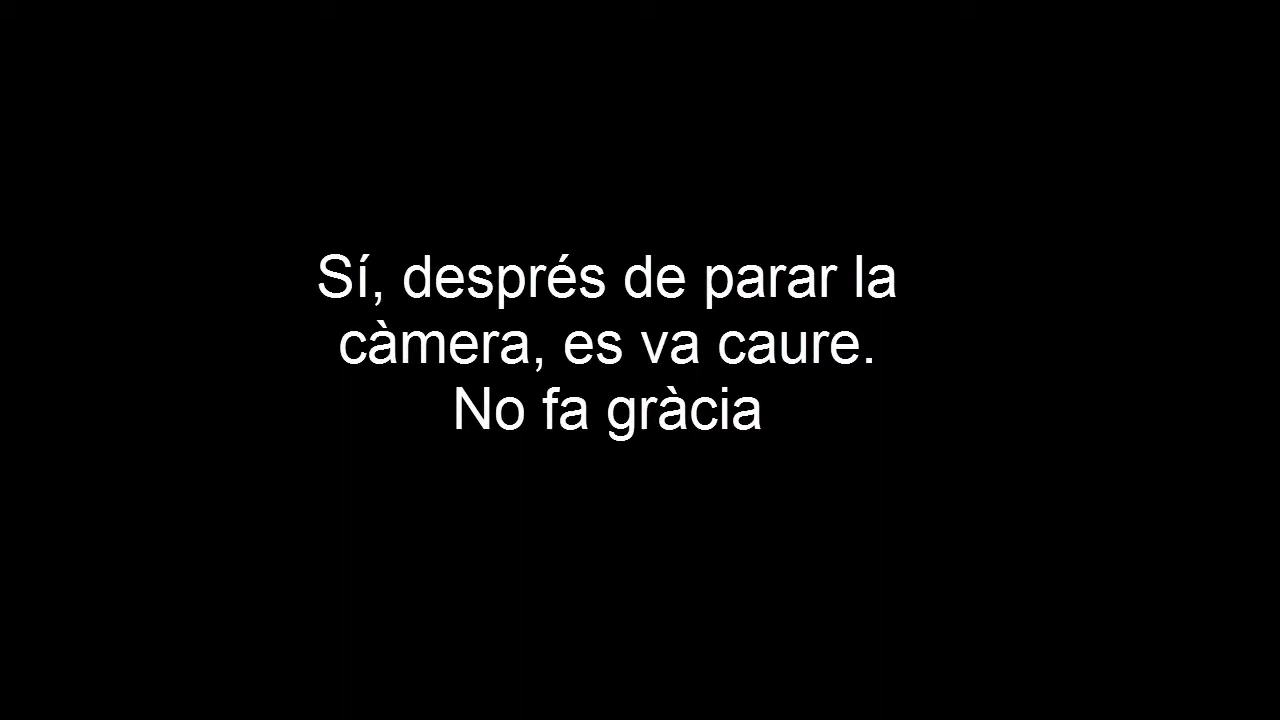 Sí, després de parar la
càmera, es va caure.
No fa gràcia